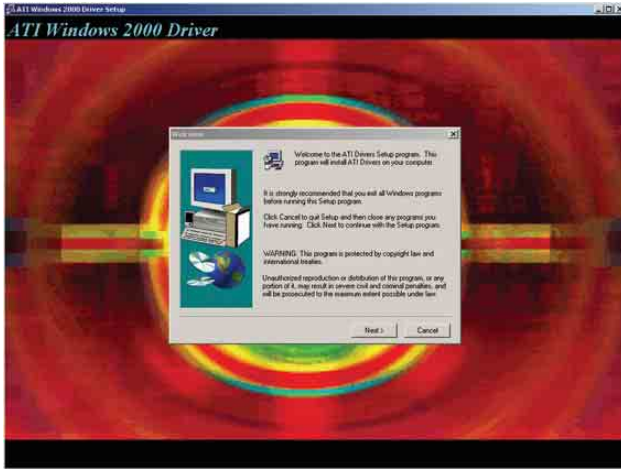 ATI Windows 2000 Driver Setup
ATI Windows 2000 Driver
Welcome
Welcome to the ATI Drivers Setup program. This
program will install ATI Drivers on your computer.
It is strongly recommended that you exit all Windows programs
before running this Setup program.
Click Cancel to quit Setup and then close any programs you
have running. Click Next to continue with the Setup program.
WARNING: This program is protected by copyright law and
international treaties.
Unauthorized reproduction or distribution of this program, or any
portion of it, may result in severe civil and criminal penalties, and
will be prosecuted to the maximum extent possible under law.
Next >
Cancel